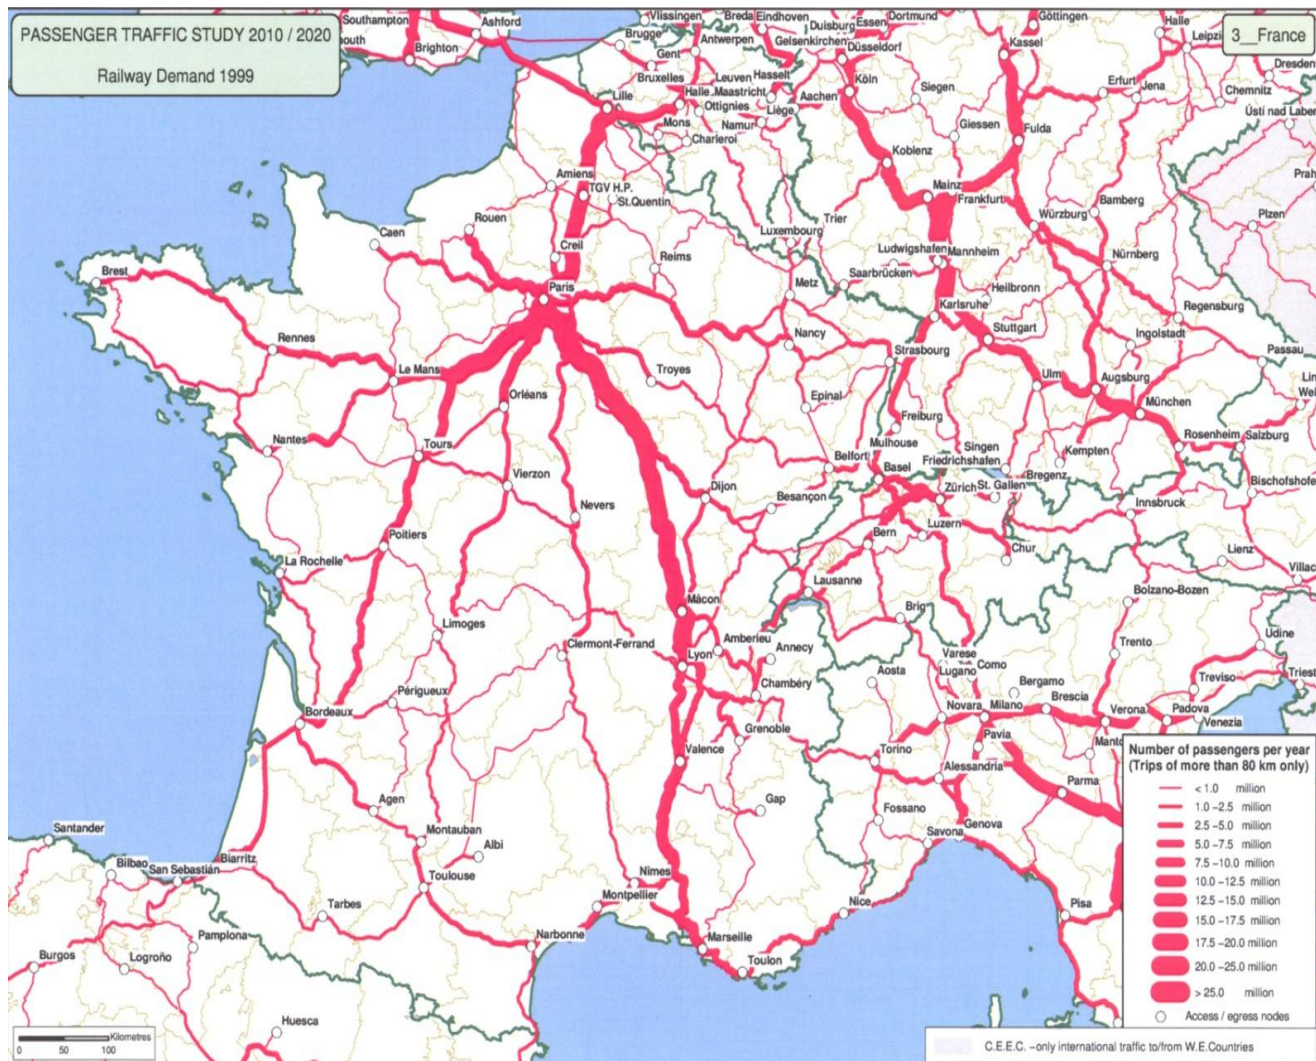 PASSENGER TRAFFIC STUDY 2010 / 2020
Railway Demand 1999
3__France
Southampton
Ashford
Vlissingen
Breda
Eindhoven
Duisburg
Essen
Dortmund
Göttingen
Halle
Brighton
Brugge
Antwerpen
Gelsenkirchen
Düsseldorf
Kassel
Gent
Dresden
Bruxelles
Leuven
Hasselt
Köln
Erfurt
Jena
Lille
Halle
Maastricht
Aachen
Siegen
Chemnitz
Ottignies
Liège
Ústí nad Laber
Mons
Namur
Giessen
Fulda
Charleroi
Koblenz
Amiens
TGV H.P.
Mainz
Prah
St.Quentin
Frankfurt
Bamberg
Rouen
Trier
Würzburg
Plzen
Caen
Luxembourg
Creil
Ludwigshafen
Mannheim
Nürnberg
Reims
Brest
Saarbrücken
Paris
Metz
Heilbronn
Karlsruhe
Regensburg
Rennes
Nancy
Stuttgart
Ingolstadt
Strasbourg
Passau
Le Mans
Troyes
Ulm
Augsburg
Orléans
Epinal
München
Freiburg
Nantes
Tours
Mulhouse
Singen
Kempten
Rosenheim
Salzburg
Belfort
Basel
Friedrichshafen
Vierzon
Bregenz
Dijon
Besançon
Zürich
St. Gallen
Bischofshofe
Nevers
Innsbruck
Poitiers
Bern
Luzern
La Rochelle
Chur
Lienz
Lausanne
Villac
Mâcon
Brig
Bolzano-Bozen
Limoges
Clermont-Ferrand
Amberieu
Annecy
Varese
Como
Trento
Udine
Lyon
Aosta
Lugano
Périgueux
Chambéry
Bergamo
Treviso
Triest
Bordeaux
Novara
Milano
Brescia
Verona
Padova
Venezia
Grenoble
Pavia
Torino
Valence
Alessandria
Parma
Agen
Gap
Fossano
Santander
Montauban
Albi
Savona
Genova
Bilbao
San Sebastián
Biarritz
Toulouse
Nimes
Montpellier
Tarbes
Nice
Pisa
Pamplona
Narbonne
Marseille
Burgos
Logroño
Toulon
Huesca
Number of passengers per year
(Trips of more than 80 km only)
< 1.0 million
1.0 –2.5 million
2.5 –5.0 million
5.0 –7.5 million
7.5 –10.0 million
10.0 –12.5 million
12.5 –15.0 million
15.0 –17.5 million
17.5 –20.0 million
20.0 –25.0 million
> 25.0 million
Access / egress nodes
Kilometres
0 50 100
C.E.E.C. –only international traffic to/from W.E.Countries